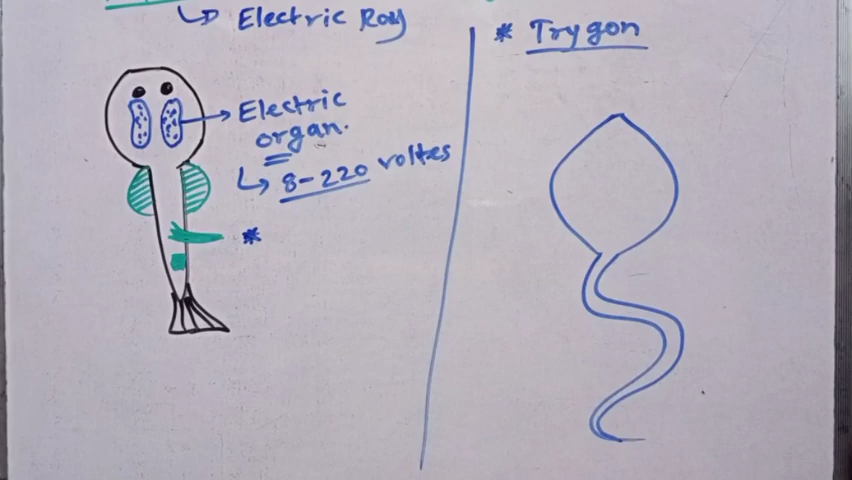 ↳ Electric Ray
* Trygon
→ Electric
organ.
↳ 8-220 voltes
*